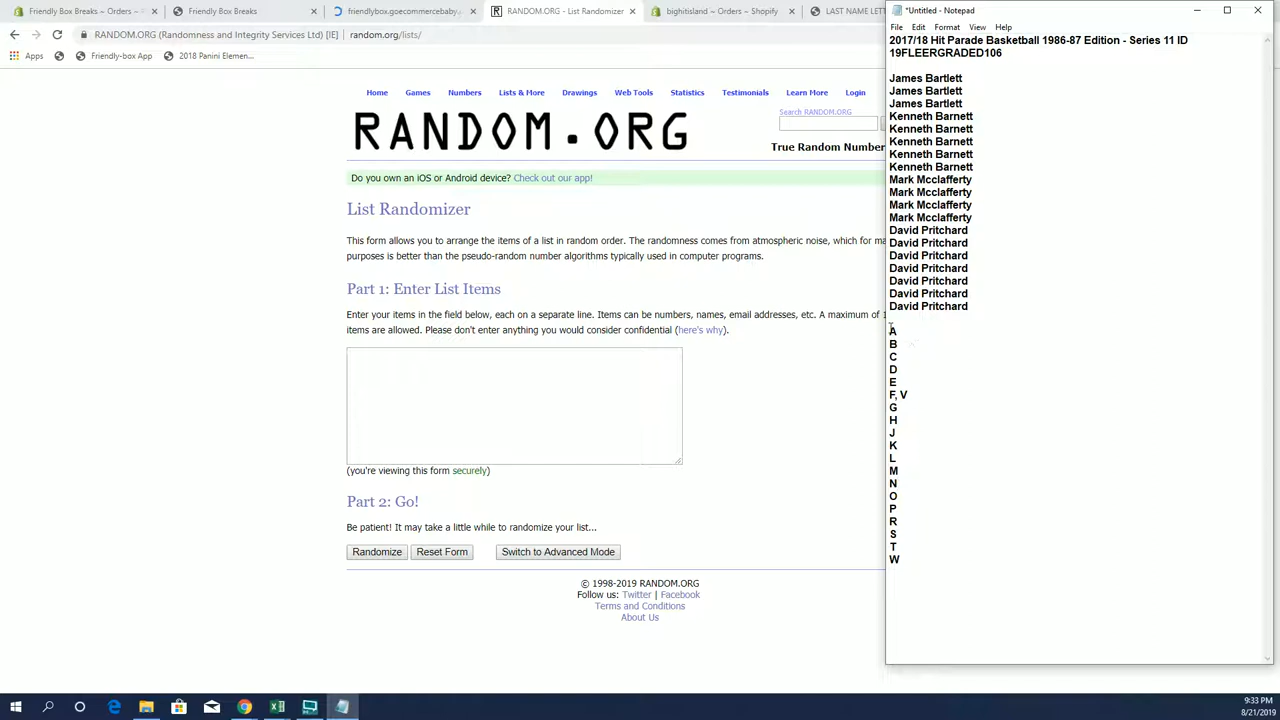 Friendly Box Breaks ~ Orders ~ P
Friendly Box Breaks
friendlybox.goecommercebaby
RANDOM.ORG - List Randomizer
bighitisland ~ Orders ~ Shopify
LAST NAME LET
RANDOM.ORG (Randomness and Integrity Services Ltd) [IE] | random.org/lists/
Apps
Friendly-box App
2018 Panini Elemen...
Home
Games
Numbers
Lists & More
Drawings
Web Tools
Statistics
Testimonials
Learn More
Login
RANDOM.ORG
Search RANDOM.ORG
True Random Number
Do you own an iOS or Android device? Check out our app!
List Randomizer
This form allows you to arrange the items of a list in random order. The randomness comes from atmospheric noise, which for ma
purposes is better than the pseudo-random number algorithms typically used in computer programs.
Part 1: Enter List Items
Enter your items in the field below, each on a separate line. Items can be numbers, names, email addresses, etc. A maximum of 1
items are allowed. Please don't enter anything you would consider confidential (here's why).
(you're viewing this form securely)
Part 2: Go!
Be patient! It may take a little while to randomize your list...
Randomize
Reset Form
Switch to Advanced Mode
© 1998-2019 RANDOM.ORG
Follow us: Twitter | Facebook
Terms and Conditions
About Us
*Untitled - Notepad
File Edit Format View Help
2017/18 Hit Parade Basketball 1986-87 Edition - Series 11 ID
19FLEERGRADED106
James Bartlett
James Bartlett
James Bartlett
Kenneth Barnett
Kenneth Barnett
Kenneth Barnett
Kenneth Barnett
Kenneth Barnett
Mark Mcclafferty
Mark Mcclafferty
Mark Mcclafferty
Mark Mcclafferty
David Pritchard
David Pritchard
David Pritchard
David Pritchard
David Pritchard
David Pritchard
David Pritchard
A
B
C
D
E
F, V
G
H
J
K
L
M
N
O
P
R
S
T
W
9:33 PM
8/21/2019